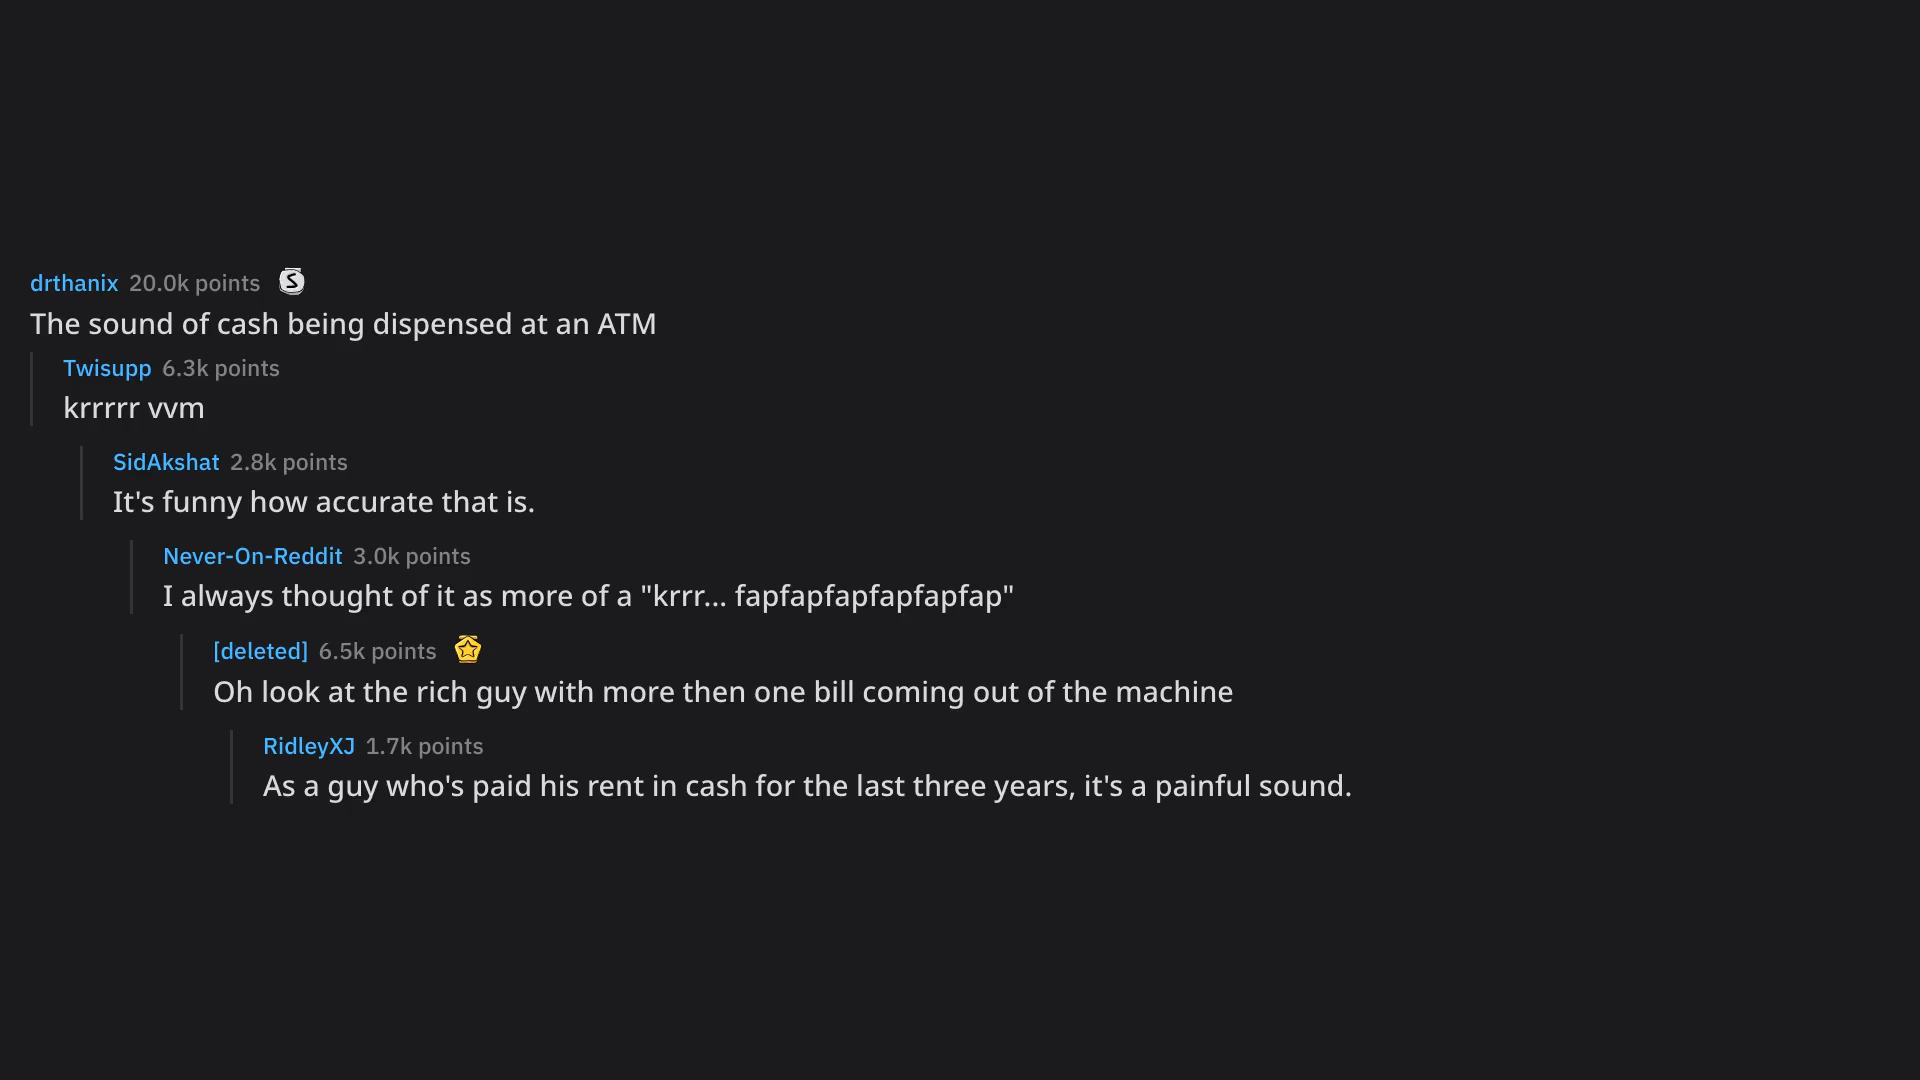 drthanix 20.0k points S
The sound of cash being dispensed at an ATM
Twisupp 6.3k points
krrrrr vvm
SidAkshat 2.8k points
It's funny how accurate that is.
Never-On-Reddit 3.0k points
I always thought of it as more of a "krrr... fapfapfapfapfapfap"
[deleted] 6.5k points
Oh look at the rich guy with more then one bill coming out of the machine
RidleyXJ 1.7k points
As a guy who's paid his rent in cash for the last three years, it's a painful sound.